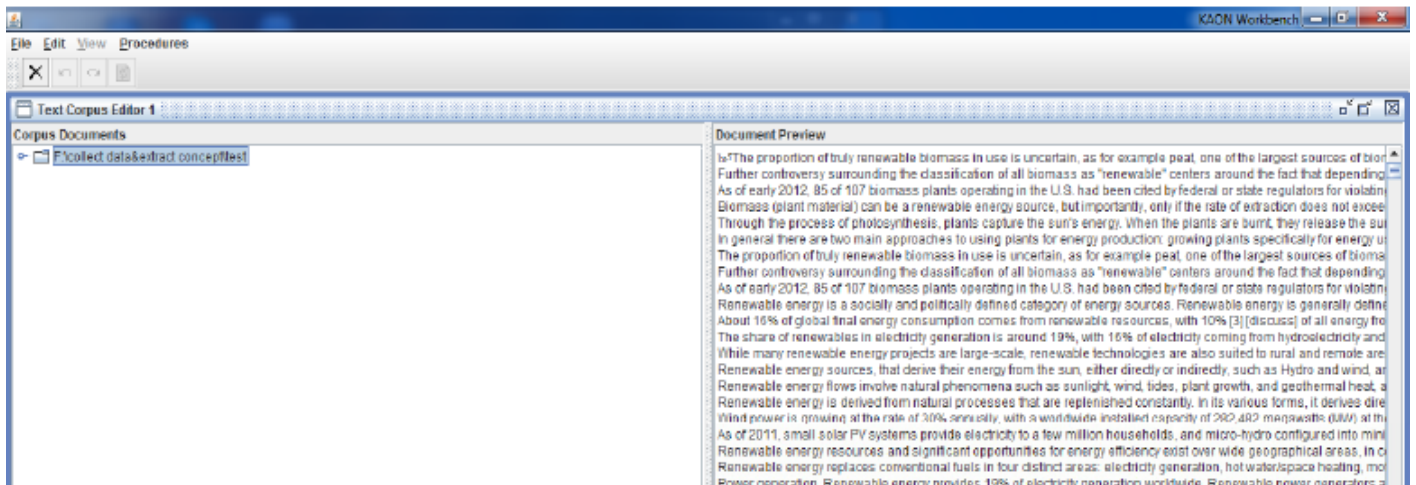 KAON Workbench
File Edit View Procedures
Text Corpus Editor 1
Corpus Documents
F:\collect data&extract concept\test
Document Preview
The proportion of truly renewable biomass in use is uncertain, as for example peat, one of the largest sources of bior
Further controversy surrounding the classification of all biomass as "renewable" centers around the fact that depending
As of early 2012, 85 of 107 biomass plants operating in the U.S. had been cited by federal or state regulators for violating
Biomass (plant material) can be a renewable energy source, but importantly, only if the rate of extraction does not excee
Through the process of photosynthesis, plants capture the sun's energy. When the plants are burnt, they release the sun
In general there are two main approaches to using plants for energy production: growing plants specifically for energy u
The proportion of truly renewable biomass in use is uncertain, as for example peat, one of the largest sources of bioma
Further controversy surrounding the classification of all biomass as "renewable" centers around the fact that depending
As of early 2012, 85 of 107 biomass plants operating in the U.S. had been cited by federal or state regulators for violating
Renewable energy is a socially and politically defined category of energy sources. Renewable energy is generally define
About 16% of global final energy consumption comes from renewable resources, with 10% [3] [discuss] of all energy fro
The share of renewables in electricity generation is around 19%, with 16% of electricity coming from hydroelectricity and
While many renewable energy projects are large-scale, renewable technologies are also suited to rural and remote are
Renewable energy sources, that derive their energy from the sun, either directly or indirectly, such as Hydro and wind, ar
Renewable energy flows involve natural phenomena such as sunlight, wind, tides, plant growth, and geothermal heat, a
Renewable energy is derived from natural processes that are replenished constantly. In its various forms, it derives dire
Wind power is growing at the rate of 30% annually, with a worldwide installed capacity of 282,482 megawatts (MW) at the
As of 2011, small solar PV systems provide electricity to a few million households, and micro-hydro configured into mini
Renewable energy resources and significant opportunities for energy efficiency exist over wide geographical areas, in c
Renewable energy replaces conventional fuels in four distinct areas: electricity generation, hot water/space heating, mo
Power generation. Renewable energy provides 19% of electricity generation worldwide. Renewable power generators a